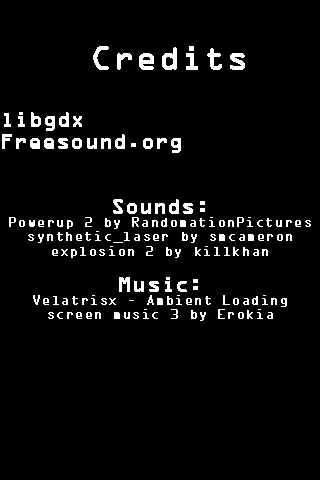 Credits
libgdx
Freesound.org
Sounds:
Powerup 2 by RandomationPictures
synthetic_laser by smcameron
explosion 2 by killkhan
Music:
Velatrisx - Ambient Loading
screen music 3 by Erokia